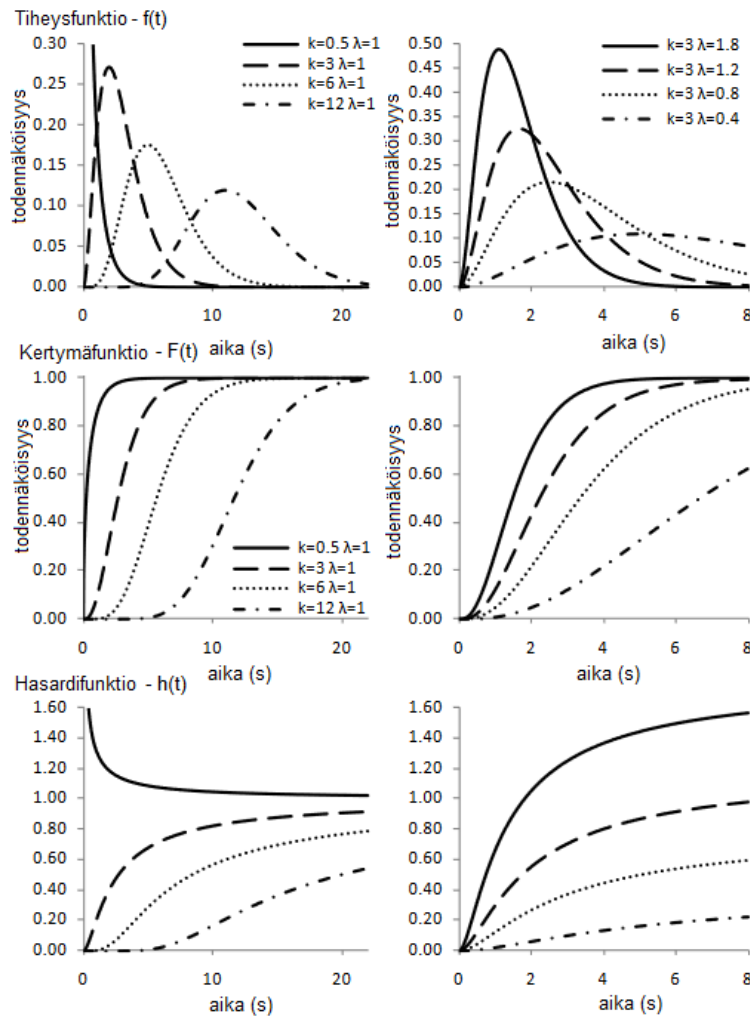 Tiheysfunktio - f(t)
todennäköisyys
0.30
0.25
0.20
0.15
0.10
0.05
0.00
0
10
20
aika (s)
k=0.5 λ=1
k=3 λ=1
k=6 λ=1
k=12 λ=1
todennäköisyys
0.50
0.45
0.40
0.35
0.30
0.25
0.20
0.15
0.10
0.05
0.00
0
2
4
6
8
aika (s)
k=3 λ=1.8
k=3 λ=1.2
k=3 λ=0.8
k=3 λ=0.4
Kertymäfunktio - F(t)
todennäköisyys
1.00
0.80
0.60
0.40
0.20
0.00
0
10
20
aika (s)
k=0.5 λ=1
k=3 λ=1
k=6 λ=1
k=12 λ=1
todennäköisyys
1.00
0.80
0.60
0.40
0.20
0.00
0
2
4
6
8
aika (s)
Hasardifunktio - h(t)
1.60
1.40
1.20
1.00
0.80
0.60
0.40
0.20
0.00
0
10
20
aika (s)
1.60
1.40
1.20
1.00
0.80
0.60
0.40
0.20
0.00
0
2
4
6
8
aika (s)